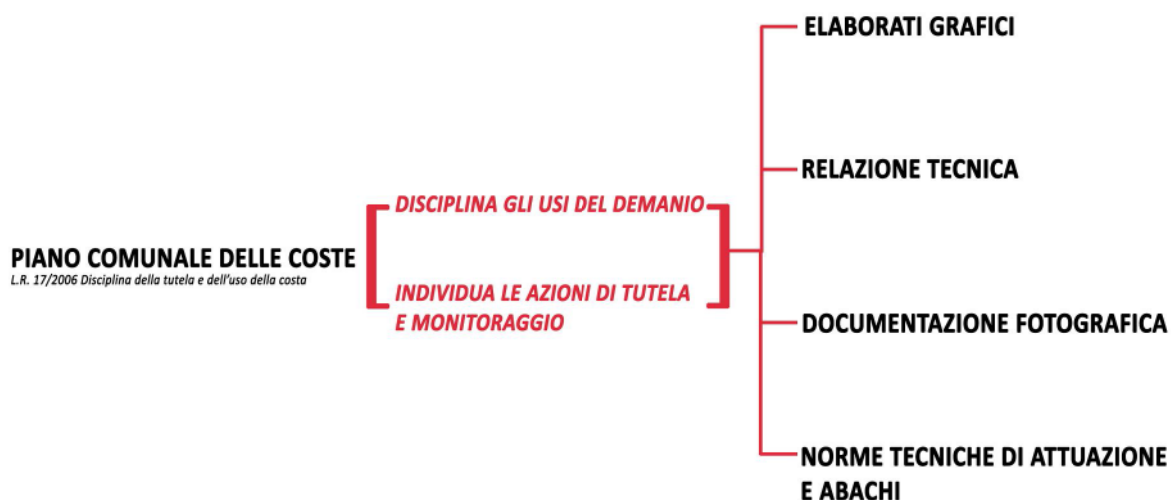 PIANO COMUNALE DELLE COSTE
L.R. 17/2006 Disciplina della tutela e dell'uso della costa
DISCIPLINA GLI USI DEL DEMANIO
INDIVIDUA LE AZIONI DI TUTELA
E MONITORAGGIO
ELABORATI GRAFICI
RELAZIONE TECNICA
DOCUMENTAZIONE FOTOGRAFICA
NORME TECNICHE DI ATTUAZIONE
E ABACHI